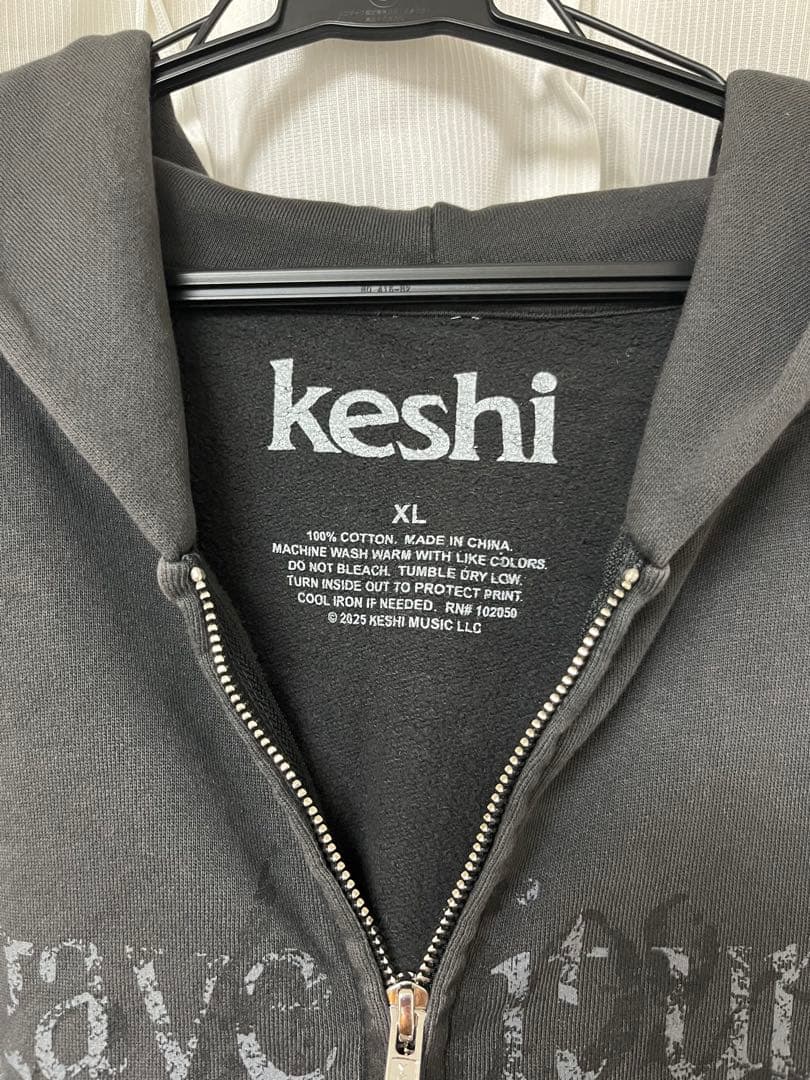 keshi
XL
100% COTTON. MADE IN CHINA.
MACHINE WASH WARM WITH LIKE COLORS.
DO NOT BLEACH. TUMBLE DRY LOW.
TURN INSIDE OUT TO PROTECT PRINT.
COOL IRON IF NEEDED. RN# 102050
© 2025 KESHI MUSIC LLC